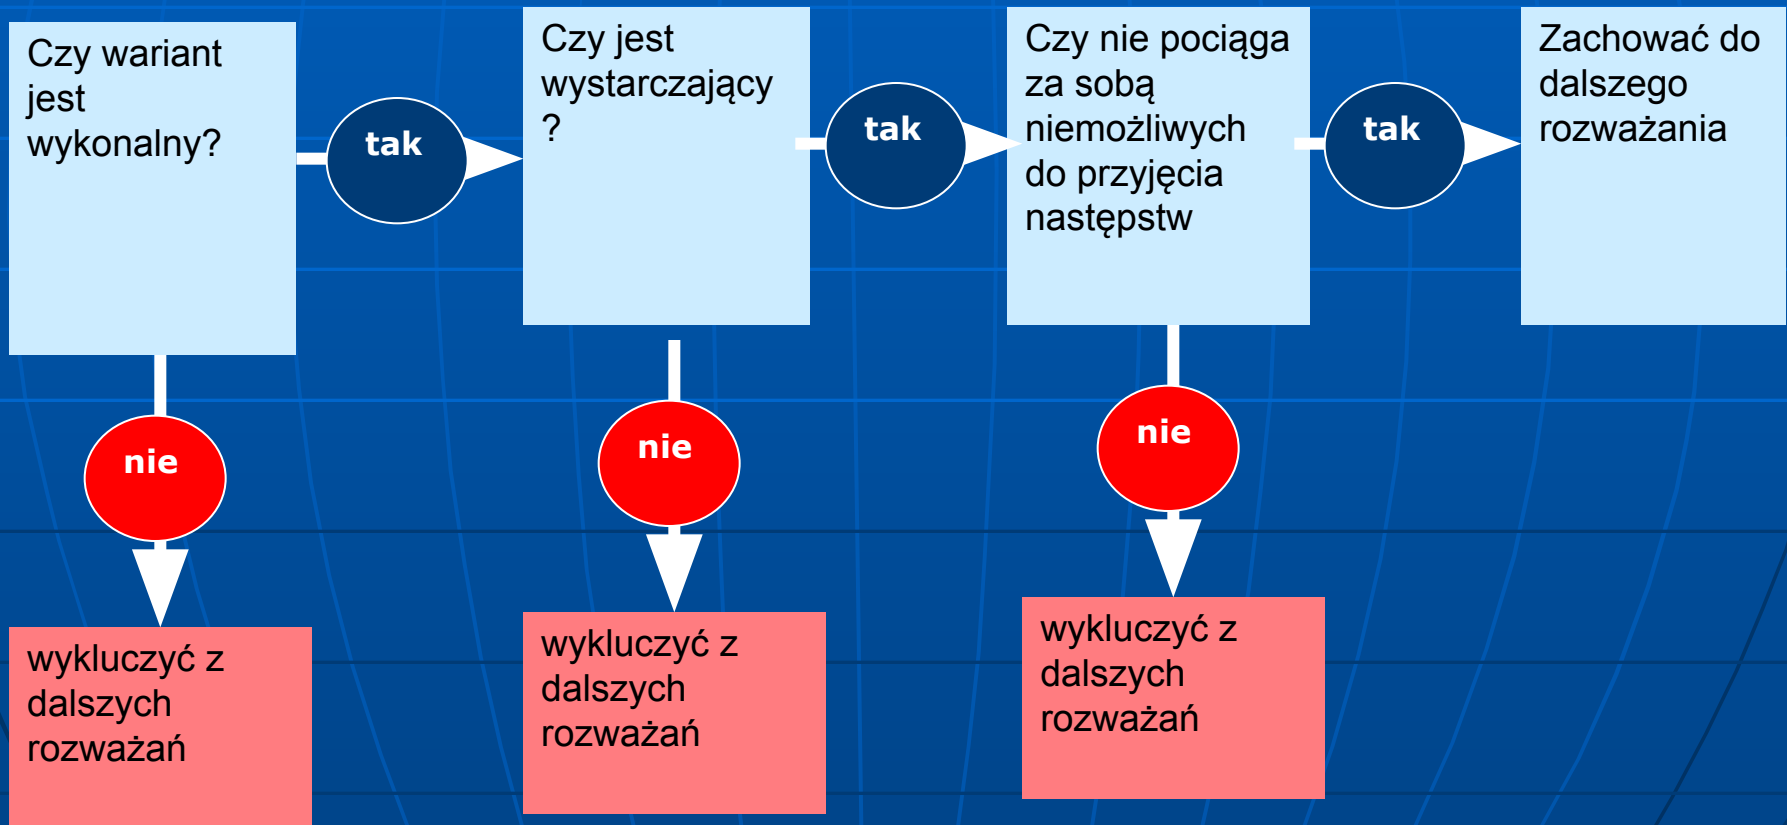 Czy wariant
jest
wykonalny?
tak
Czy jest
wystarczający
?
tak
Czy nie pociąga
za sobą
niemożliwych
do przyjęcia
następstw
tak
Zachować do
dalszego
rozważania
nie
nie
nie
wykluczyć z
dalszych
rozważań
wykluczyć z
dalszych
rozważań
wykluczyć z
dalszych
rozważań